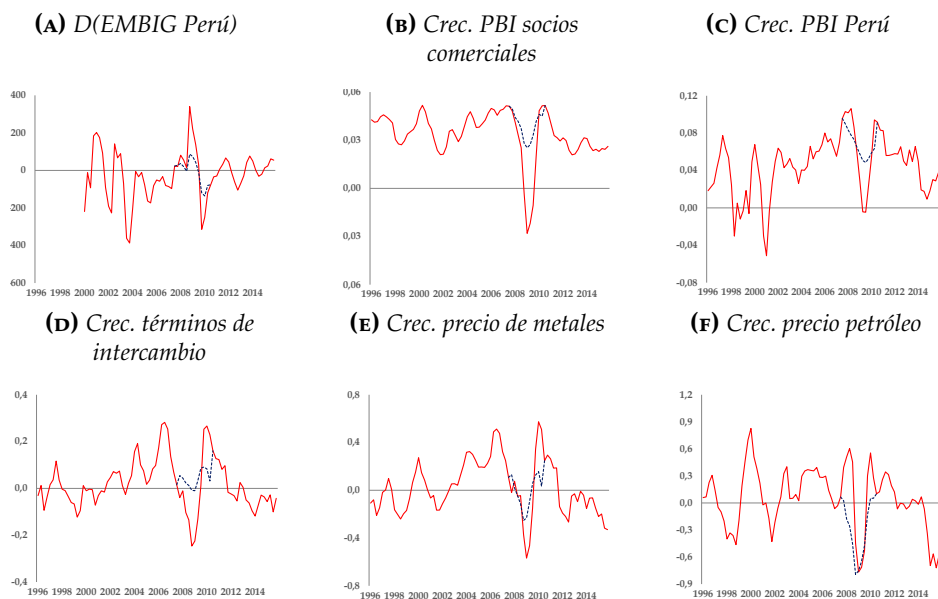 (A) D(EMBIG Perú)
(B) Crec. PBI socios
comerciales
(C) Crec. PBI Perú
400
200
0
200
400
600
1996 1998 2000 2002 2004 2006 2008 2010 2012 2014
0,06
0,03
0,00
0,03
0,06
1996 1998 2000 2002 2004 2006 2008 2010 2012 2014
0,12
0,08
0,04
0,00
-0,04
-0,08
1996 1998 2000 2002 2004 2006 2008 2010 2012 2014
(D) Crec. términos de
intercambio
(E) Crec. precio de metales
(F) Crec. precio petróleo
0,4
0,2
0,0
-0,2
-0,4
1996 1998 2000 2002 2004 2006 2008 2010 2012 2014
0,8
0,4
0,0
-0,4
-0,8
1996 1998 2000 2002 2004 2006 2008 2010 2012 2014
1,2
0,9
0,6
0,3
0,0
-0,3
-0,6
-0,9
1996 1998 2000 2002 2004 2006 2008 2010 2012 2014